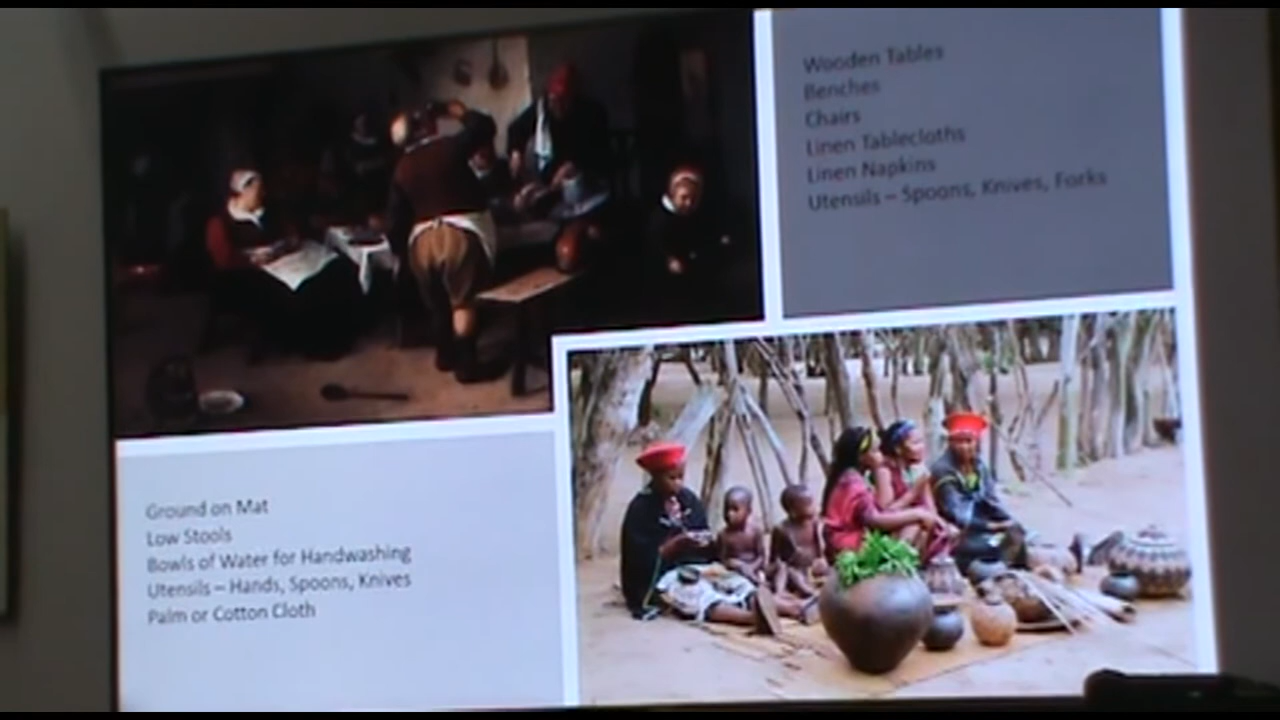 Wooden Tables
Benches
Chairs
Linen Tablecloths
Linen Napkins
Utensils – Spoons, Knives, Forks
Ground on Mat
Low Stools
Bowls of Water for Handwashing
Utensils – Hands, Spoons, Knives
Palm or Cotton Cloth